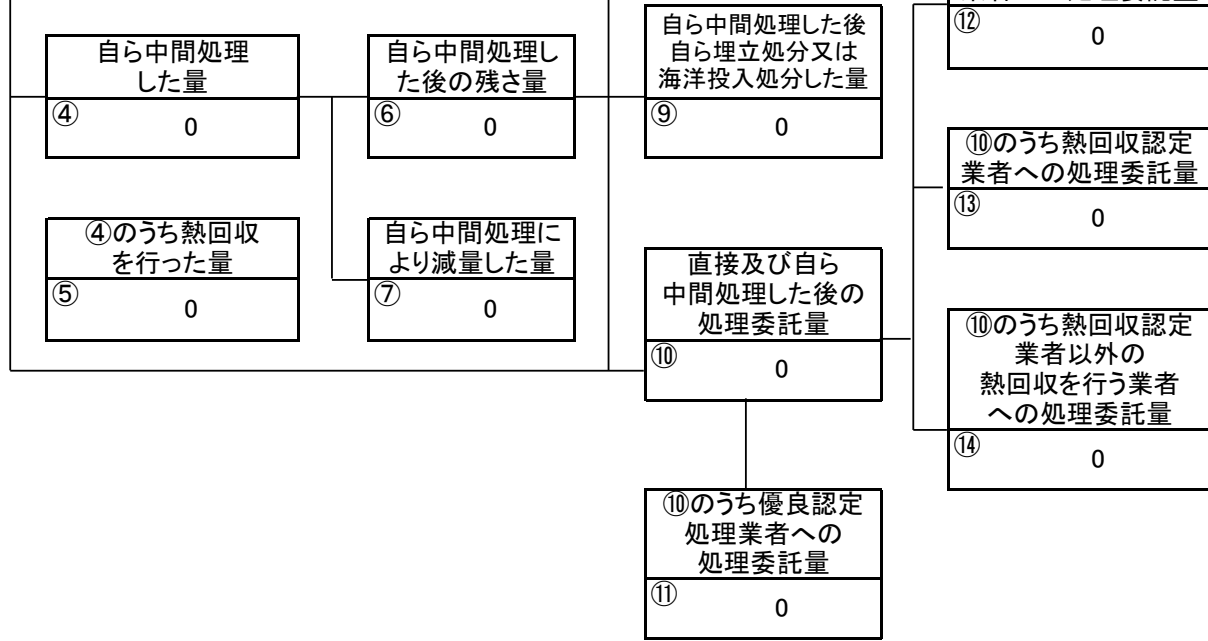 自ら中間処理
した量
④
0
自ら中間処理し
た後の残さ量
⑥
0
自ら中間処理した後
自ら埋立処分又は
海洋投入処分した量
⑨
0
⑫
0
⑩のうち熱回収認定
業者への処理委託量
⑬
0
④のうち熱回収
を行った量
⑤
0
自ら中間処理に
より減量した量
⑦
0
直接及び自ら
中間処理した後の
処理委託量
⑩
0
⑩のうち熱回収認定
業者以外の
熱回収を行う業者
への処理委託量
⑭
0
⑩のうち優良認定
処理業者への
処理委託量
⑪
0